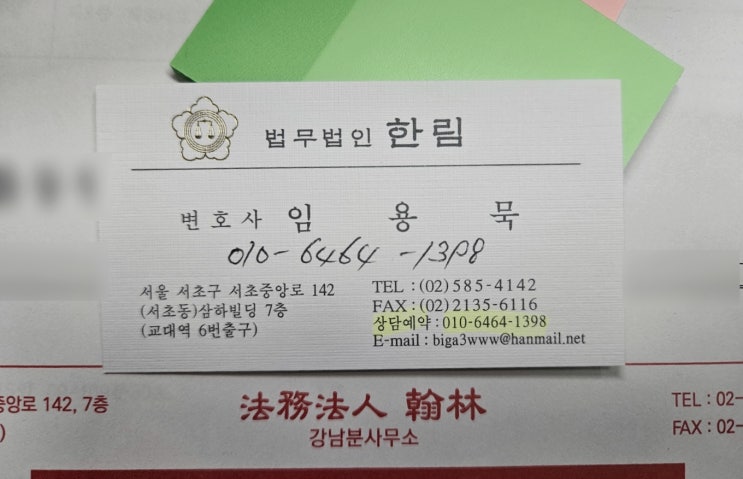 법무법인 한림
변호사 임용묵
010-6464-1398
서울 서초구 서초중앙로 142
(서초동)삼하빌딩 7층
(교대역 6번출구)
TEL : (02) 585-4142
FAX : (02) 2135-6116
상담예약 : 010-6464-1398
E-mail : biga3www@hanmail.net
중앙로 142, 7층
)
法務法人 翰林
강남분사무소
TEL : 02-
FAX : 02-